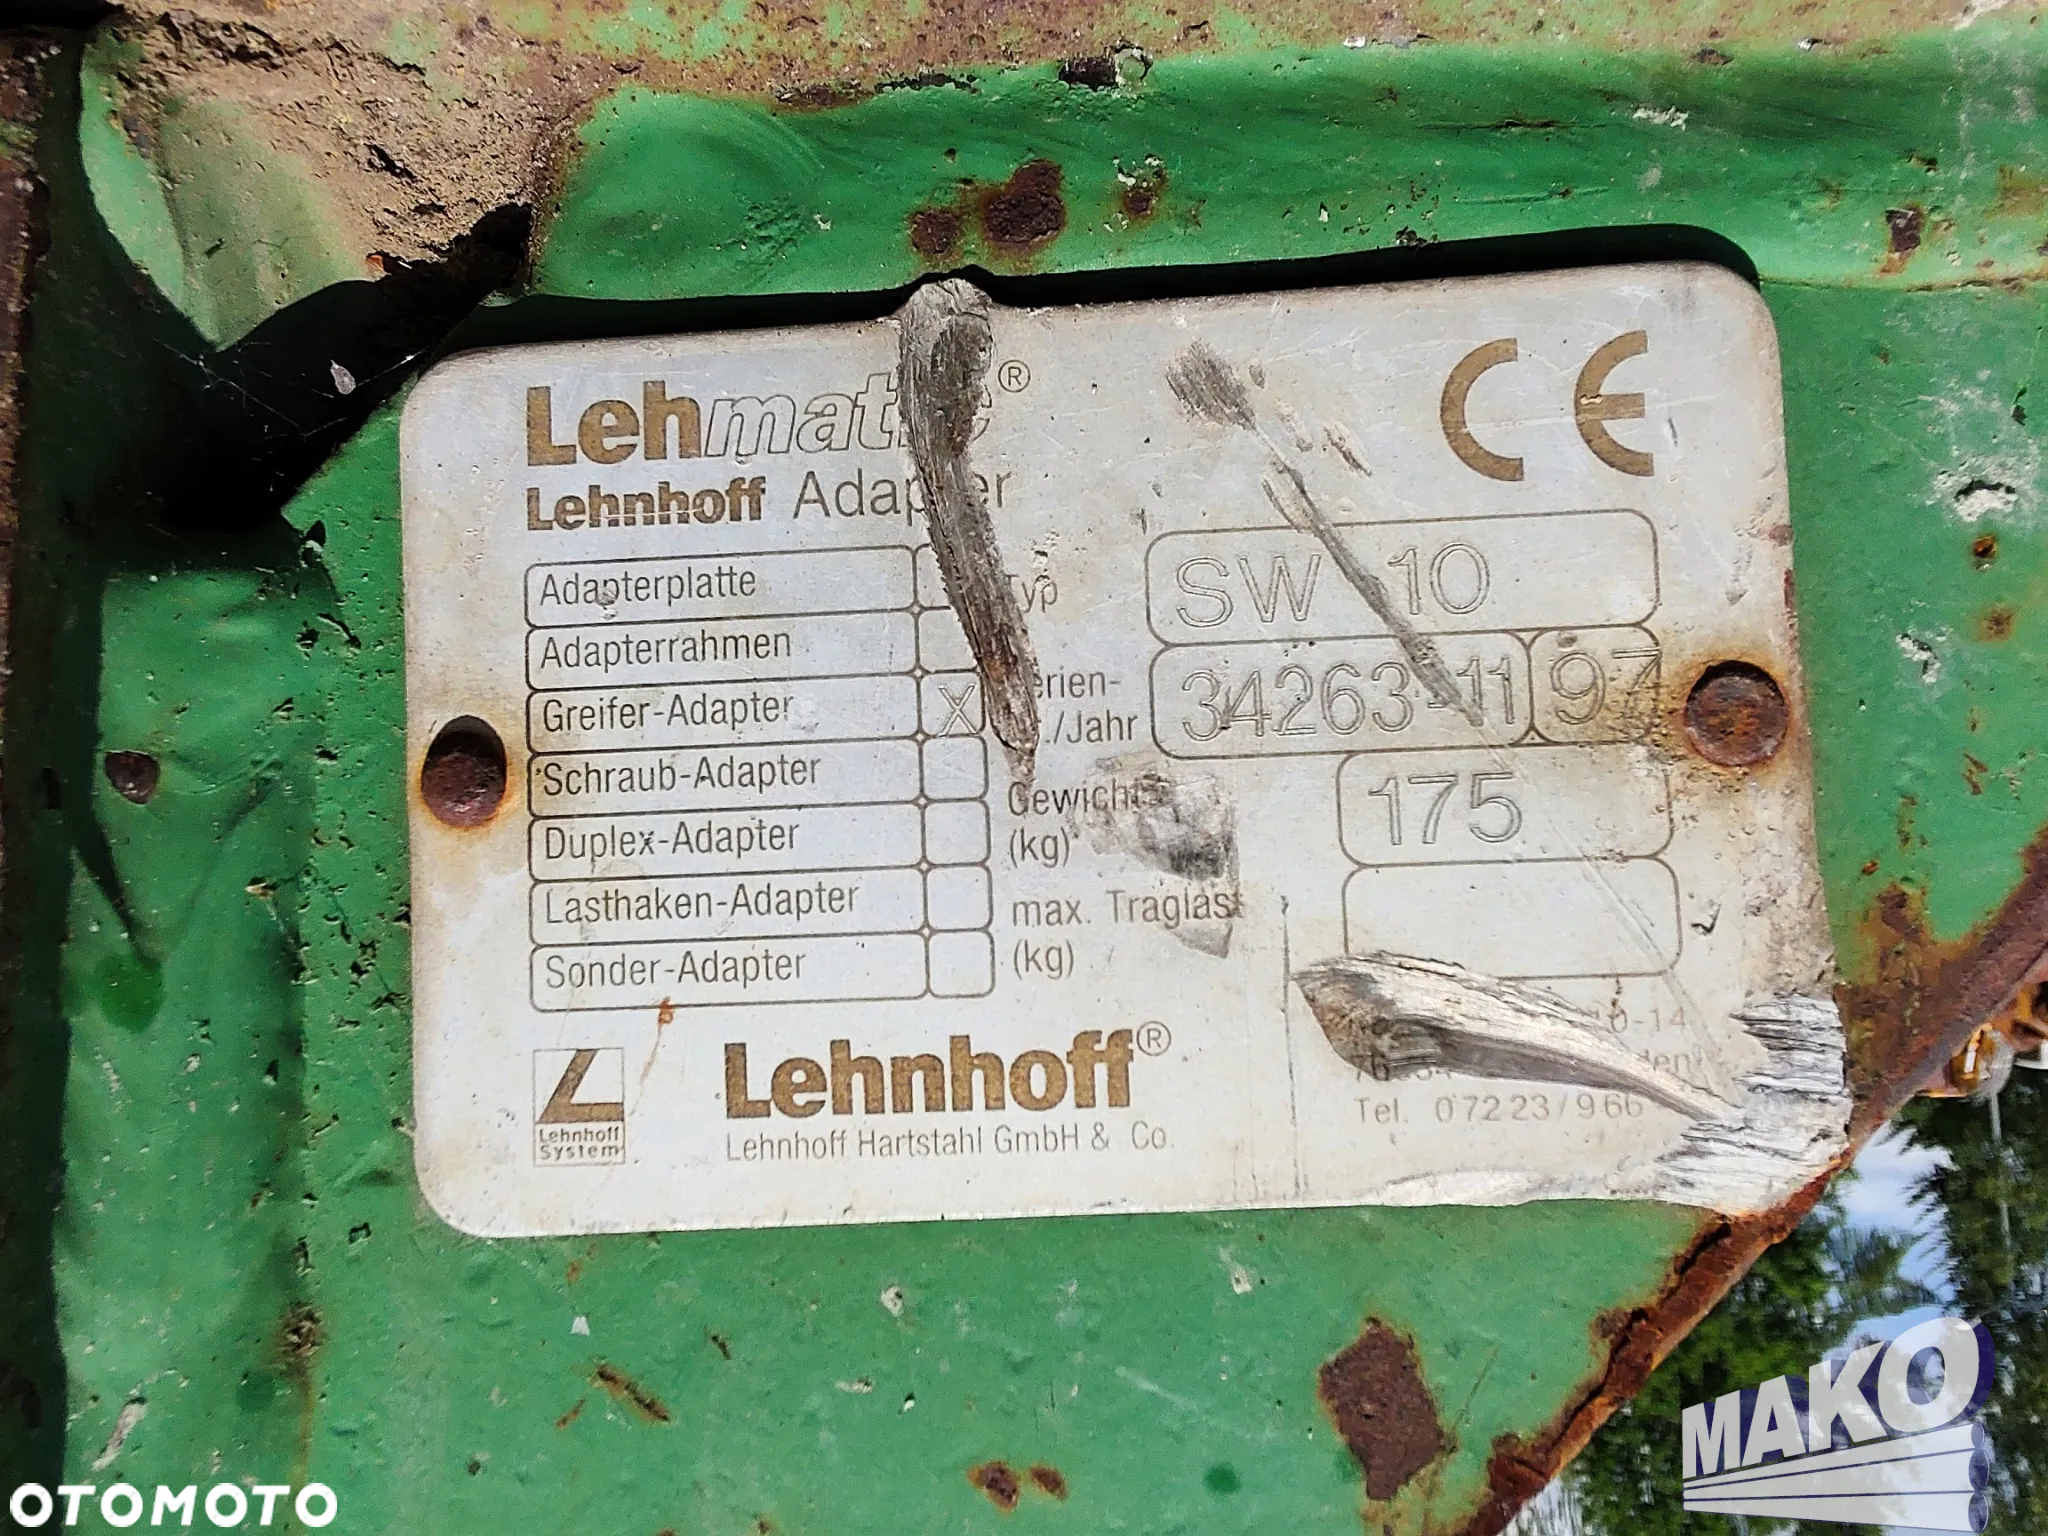 Lehmatic®
CE
Lehnhoff Adapter
Adapterplatte
Adapterrahmen
Greifer-Adapter X
Schraub-Adapter
Duplex-Adapter
Lasthaken-Adapter
Sonder-Adapter
Typ SW 10
34263-11 97
./Jahr
Gewicht 175
(kg)
max. Traglast
(kg)
Lehnhoff
System
Lehnhoff®
Lehnhoff Hartstahl GmbH & Co.
10-14
Tel. 07223/966
MAKO
OTOMOTO